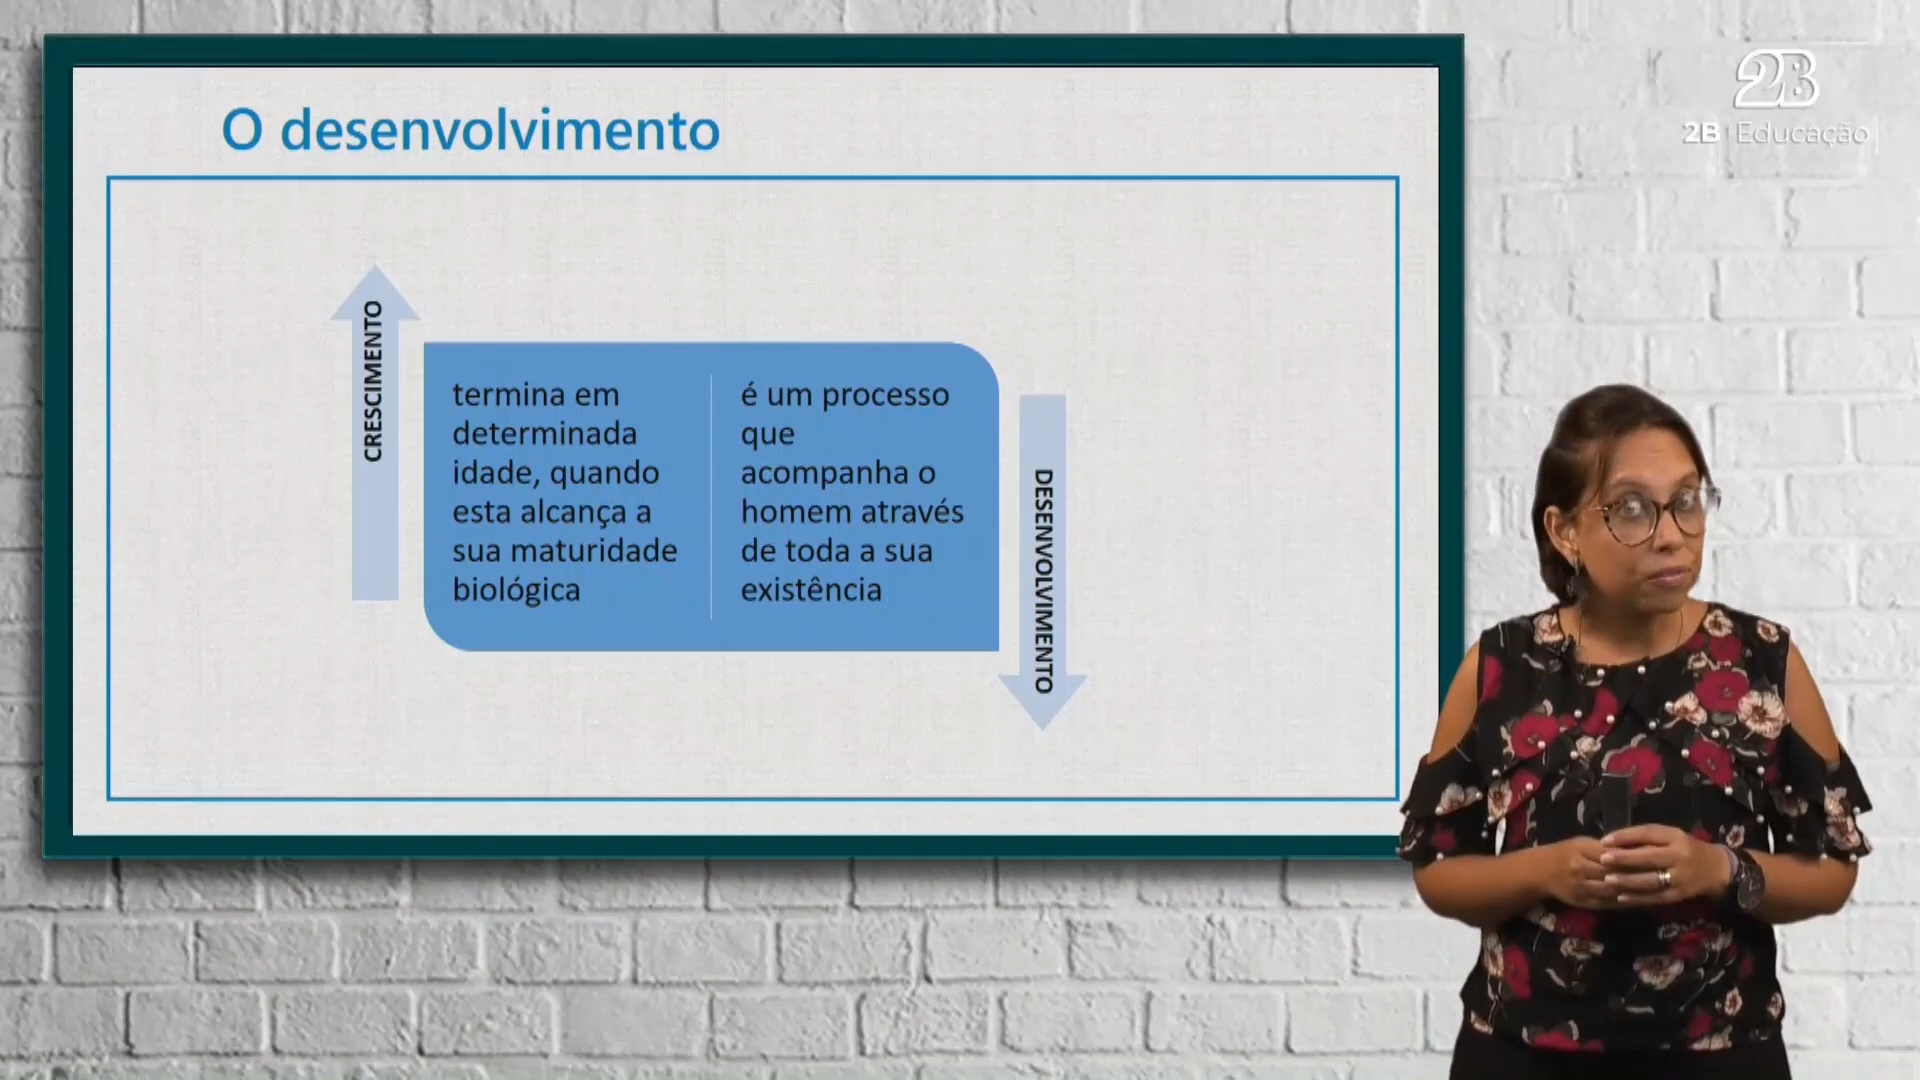 O desenvolvimento
CRESCIMENTO
termina em
determinada
idade, quando
esta alcança a
sua maturidade
biológica
é um processo
que
acompanha o
homem através
de toda a sua
existência
DESENVOLVIMENTO
2B
2B Educação